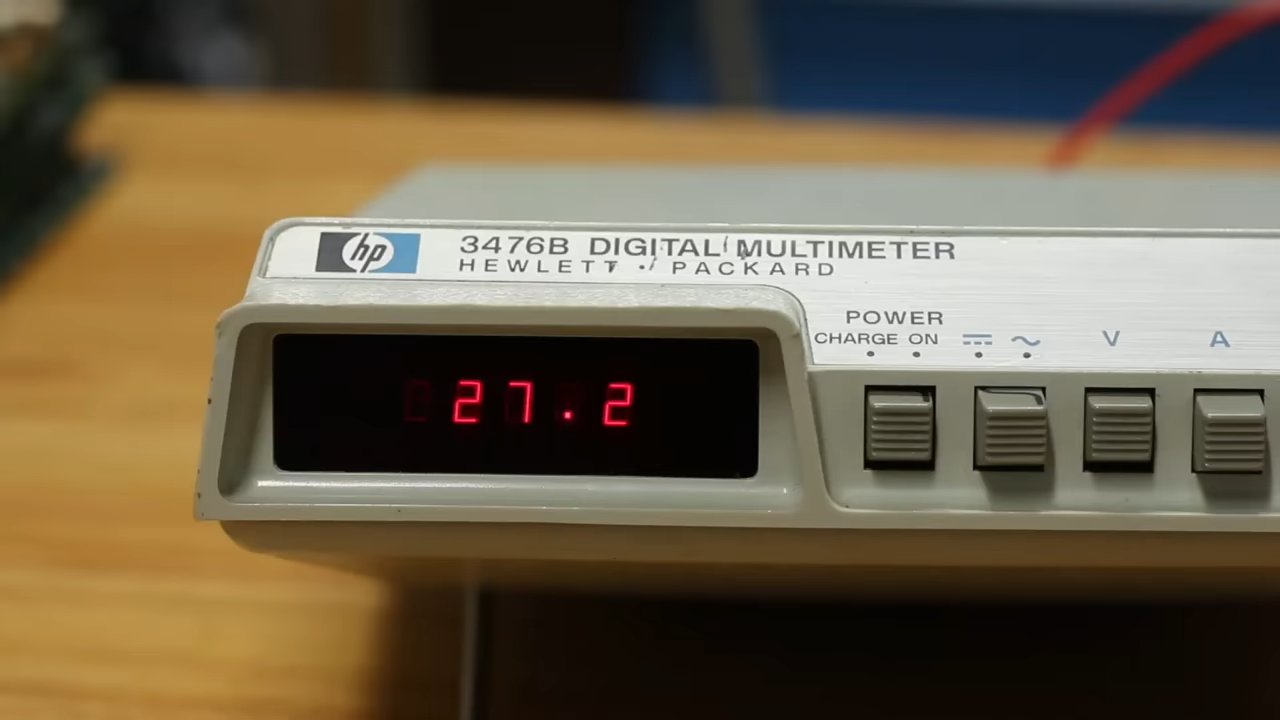 hp
3476B DIGITAL MULTIMETER
HEWLETT • PACKARD
POWER
CHARGE ON
V
A
27.2